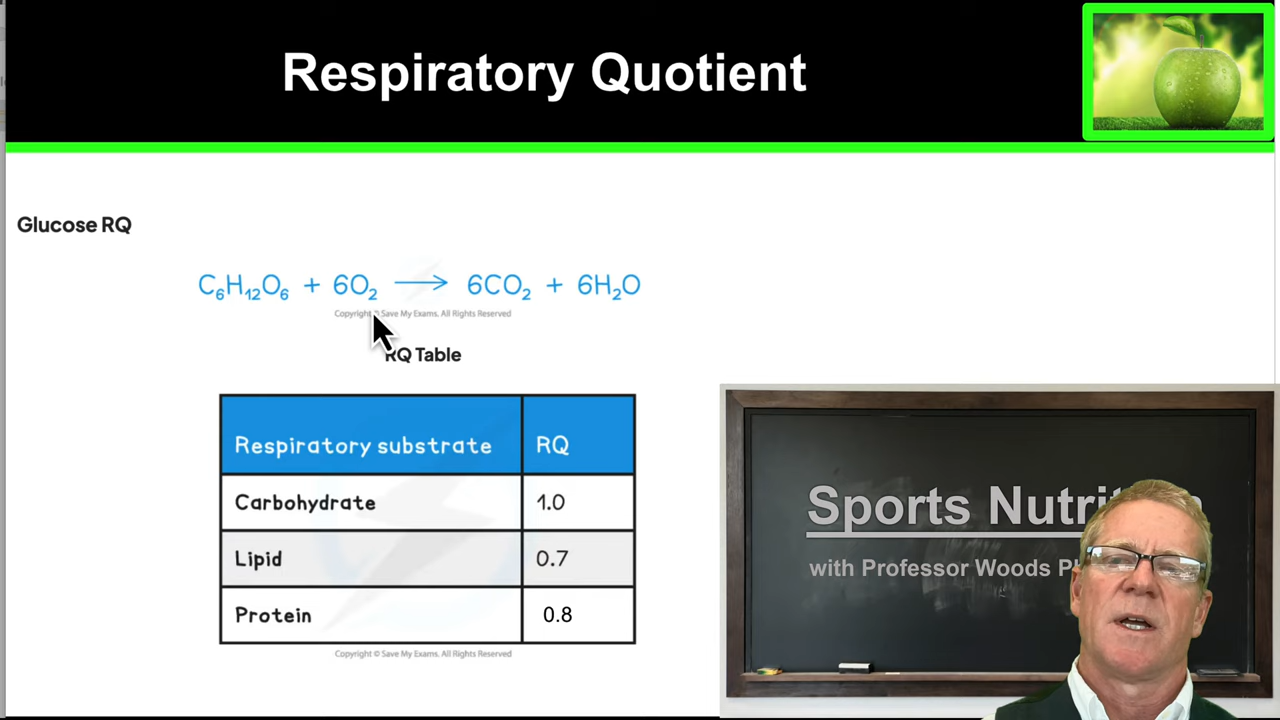 Respiratory Quotient
Glucose RQ
C₆H₁₂O₆ + 6O₂ ⟶ 6CO₂ + 6H₂O
Copyright © Save My Exams. All Rights Reserved
RQ Table
Respiratory substrate RQ
Carbohydrate 1.0
Lipid 0.7
Protein 0.8
Copyright © Save My Exams. All Rights Reserved
Sports
with Professor Woods